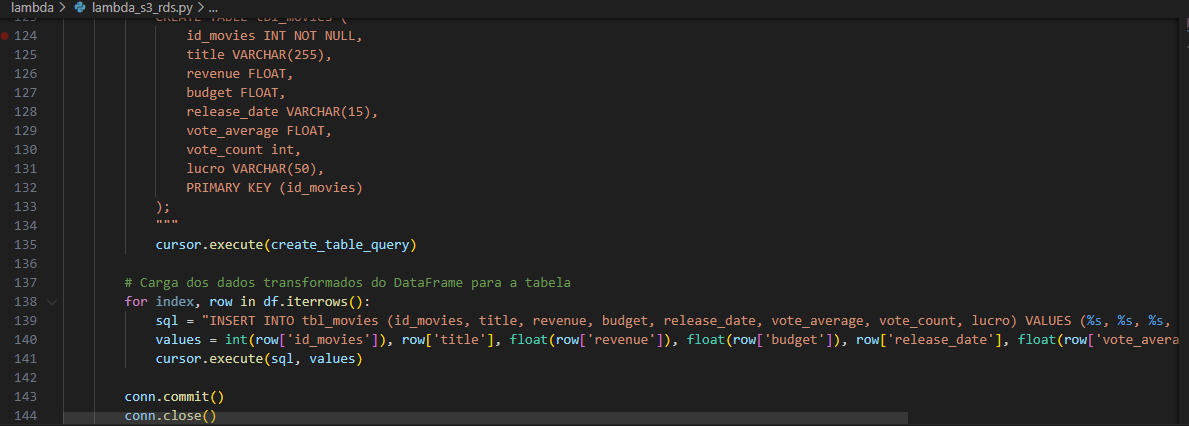 lambda > lambda_s3_rds.py > ...
123 CREATE TABLE tbl_movies (
124 id_movies INT NOT NULL,
125 title VARCHAR(255),
126 revenue FLOAT,
127 budget FLOAT,
128 release_date VARCHAR(15),
129 vote_average FLOAT,
130 vote_count int,
131 lucro VARCHAR(50),
132 PRIMARY KEY (id_movies)
133 );
134 """
135 cursor.execute(create_table_query)
136
137 # Carga dos dados transformados do DataFrame para a tabela
138 for index, row in df.iterrows():
139 sql = "INSERT INTO tbl_movies (id_movies, title, revenue, budget, release_date, vote_average, vote_count, lucro) VALUES (%s, %s, %s,
140 values = int(row['id_movies']), row['title'], float(row['revenue']), float(row['budget']), row['release_date'], float(row['vote_avera
141 cursor.execute(sql, values)
142
143 conn.commit()
144 conn.close()